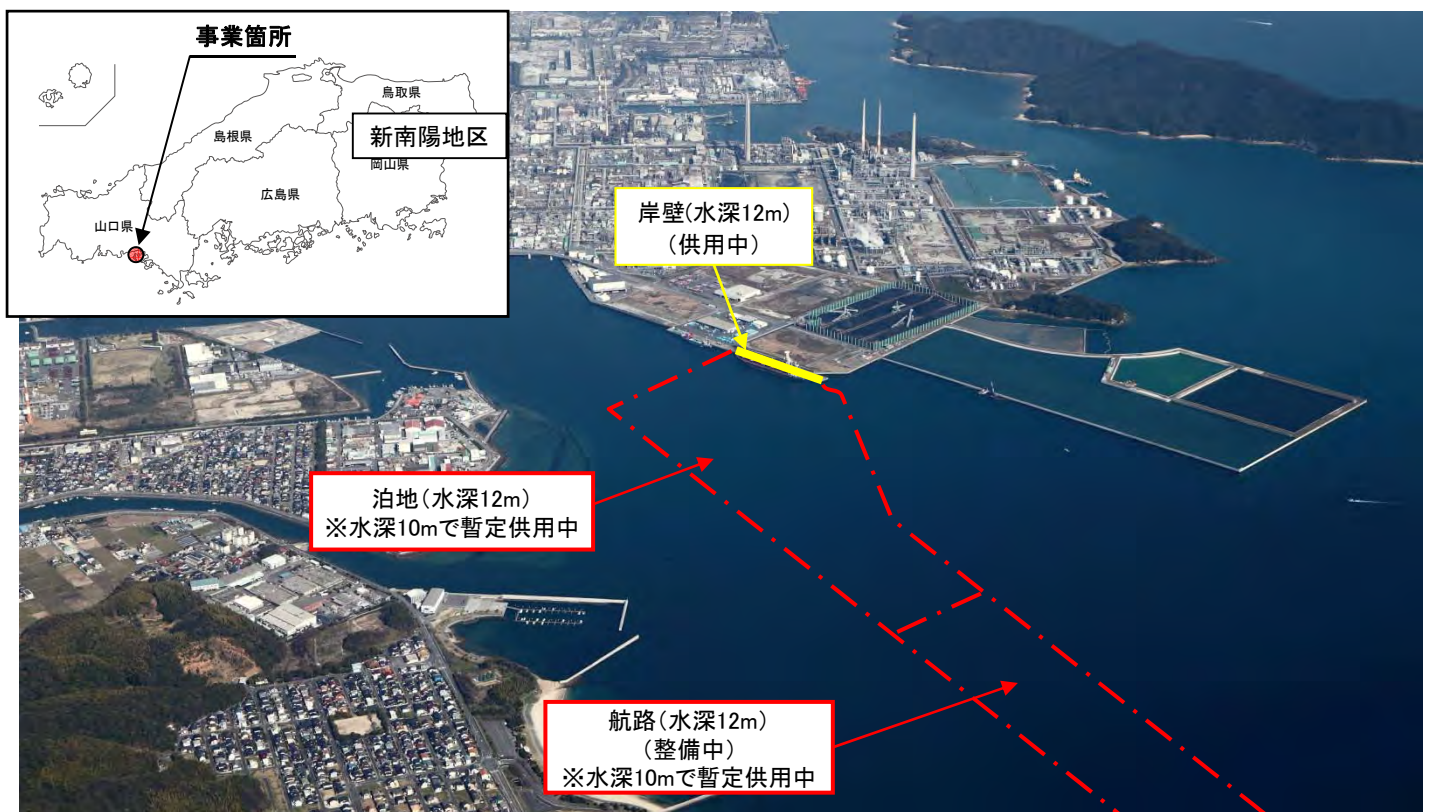 事業箇所
鳥取県
島根県
新南陽地区
岡山県
広島県
山口県
岸壁(水深12m)
(供用中)
泊地(水深12m)
※水深10mで暫定供用中
航路(水深12m)
(整備中)
※水深10mで暫定供用中